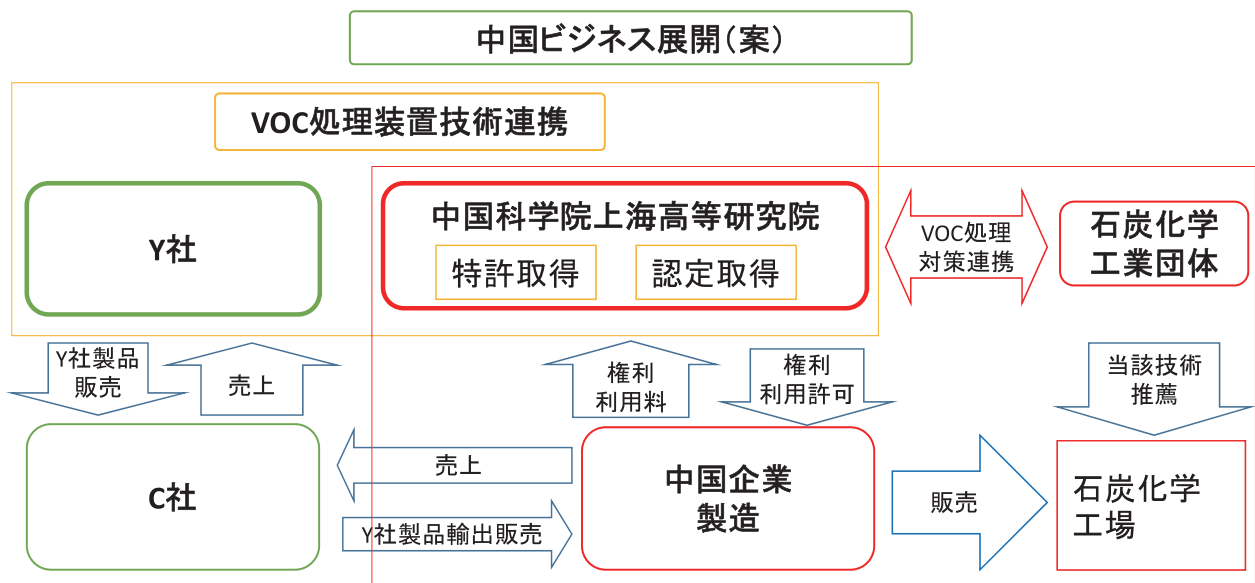 中国ビジネス展開(案)
VOC処理装置技術連携
Y社
中国科学院上海高等研究院
特許取得
認定取得
VOC処理
対策連携
石炭化学
工業団体
Y社製品
販売
売上
権利
利用料
権利
利用許可
当該技術
推薦
C社
売上
Y社製品輸出販売
中国企業
製造
販売
石炭化学
工場